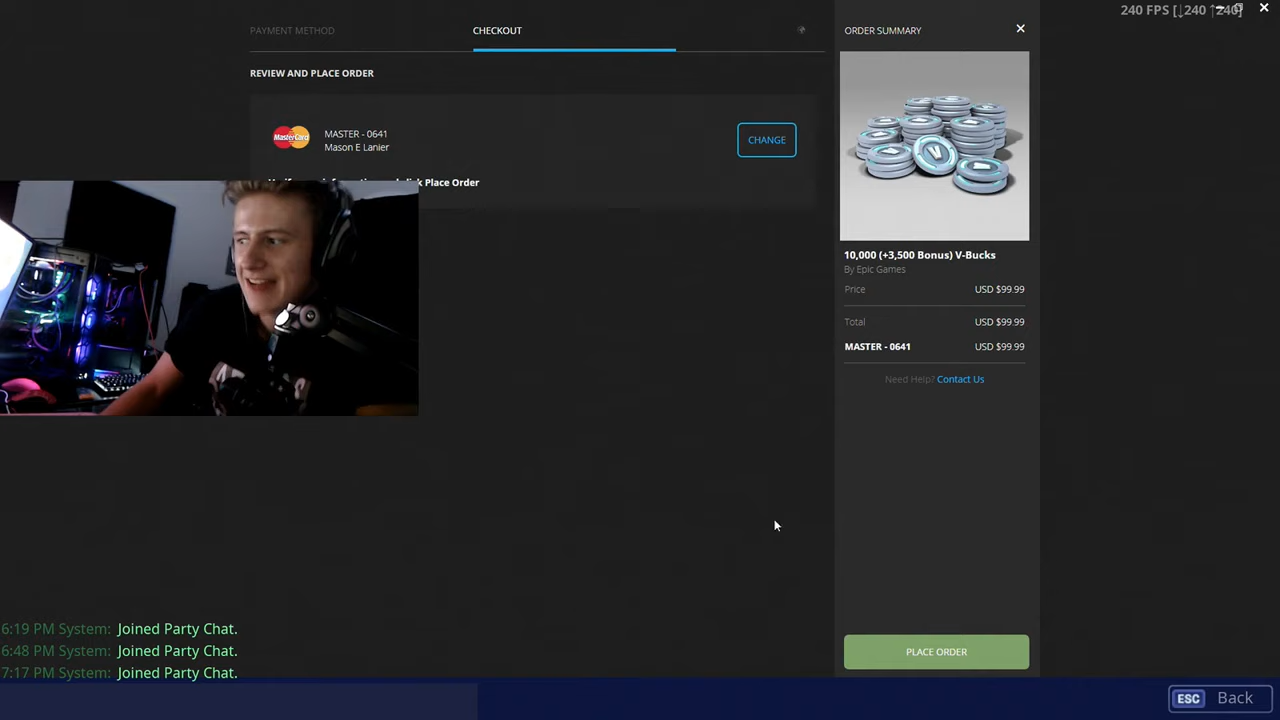 240 FPS [↓240 ↑240]
PAYMENT METHOD
CHECKOUT
ORDER SUMMARY
REVIEW AND PLACE ORDER
MasterCard
MASTER - 0641
Mason E Lanier
CHANGE
Place Order
10,000 (+3,500 Bonus) V-Bucks
By Epic Games
Price USD $99.99
Total USD $99.99
MASTER - 0641 USD $99.99
Need Help? Contact Us
PLACE ORDER
6:19 PM System: Joined Party Chat.
6:48 PM System: Joined Party Chat.
7:17 PM System: Joined Party Chat.
ESC Back